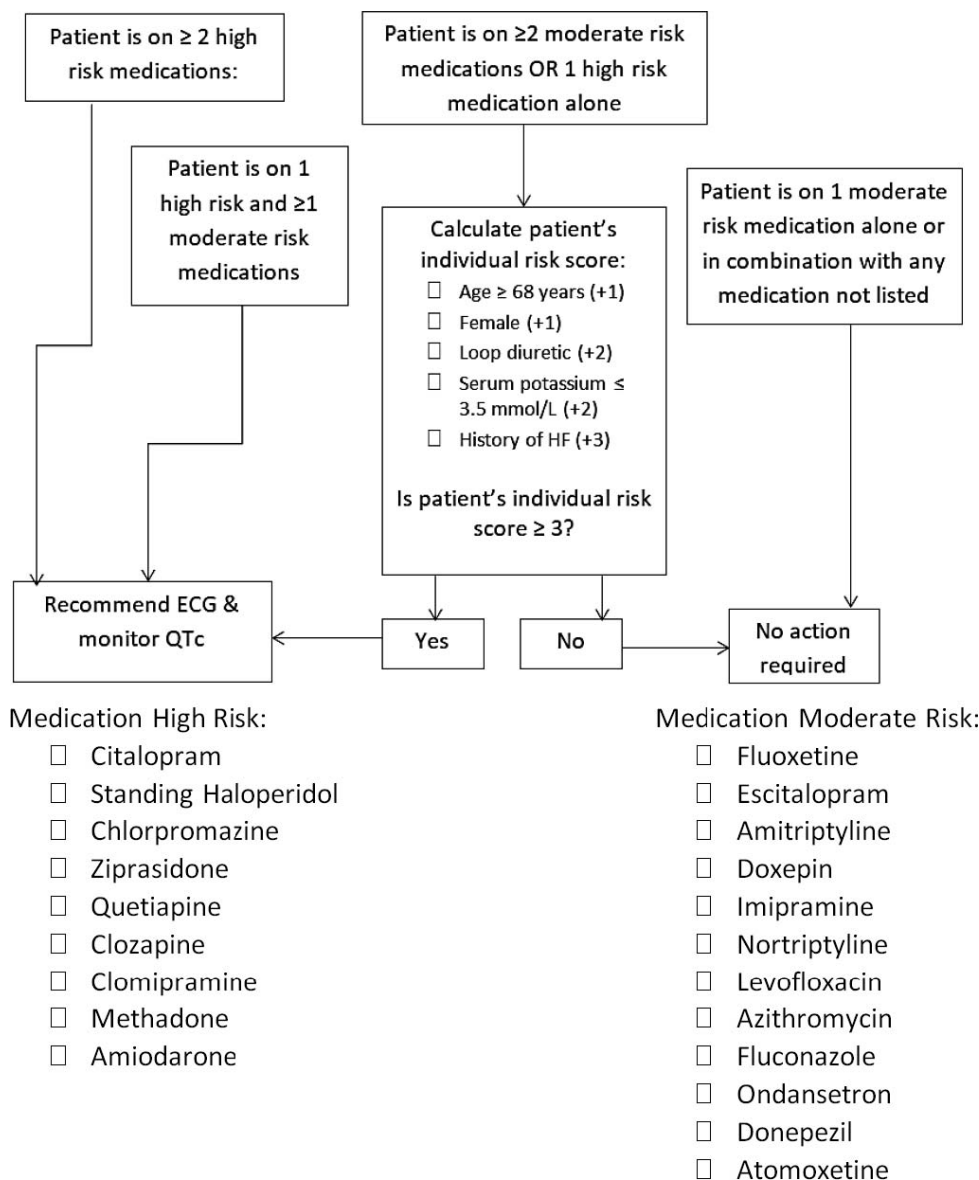 Patient is on ≥ 2 high
risk medications:
Patient is on ≥2 moderate risk
medications OR 1 high risk
medication alone
Patient is on 1
high risk and ≥1
moderate risk
medications
Patient is on 1 moderate
risk medication alone or
in combination with any
medication not listed
Calculate patient's
individual risk score:
☐ Age ≥ 68 years (+1)
☐ Female (+1)
☐ Loop diuretic (+2)
☐ Serum potassium ≤
3.5 mmol/L (+2)
☐ History of HF (+3)
Is patient's individual risk
score ≥ 3?
Recommend ECG &
monitor QTc
Yes
No
No action
required
Medication High Risk:
☐ Citalopram
☐ Standing Haloperidol
☐ Chlorpromazine
☐ Ziprasidone
☐ Quetiapine
☐ Clozapine
☐ Clomipramine
☐ Methadone
☐ Amiodarone
Medication Moderate Risk:
☐ Fluoxetine
☐ Escitalopram
☐ Amitriptyline
☐ Doxepin
☐ Imipramine
☐ Nortriptyline
☐ Levofloxacin
☐ Azithromycin
☐ Fluconazole
☐ Ondansetron
☐ Donepezil
☐ Atomoxetine